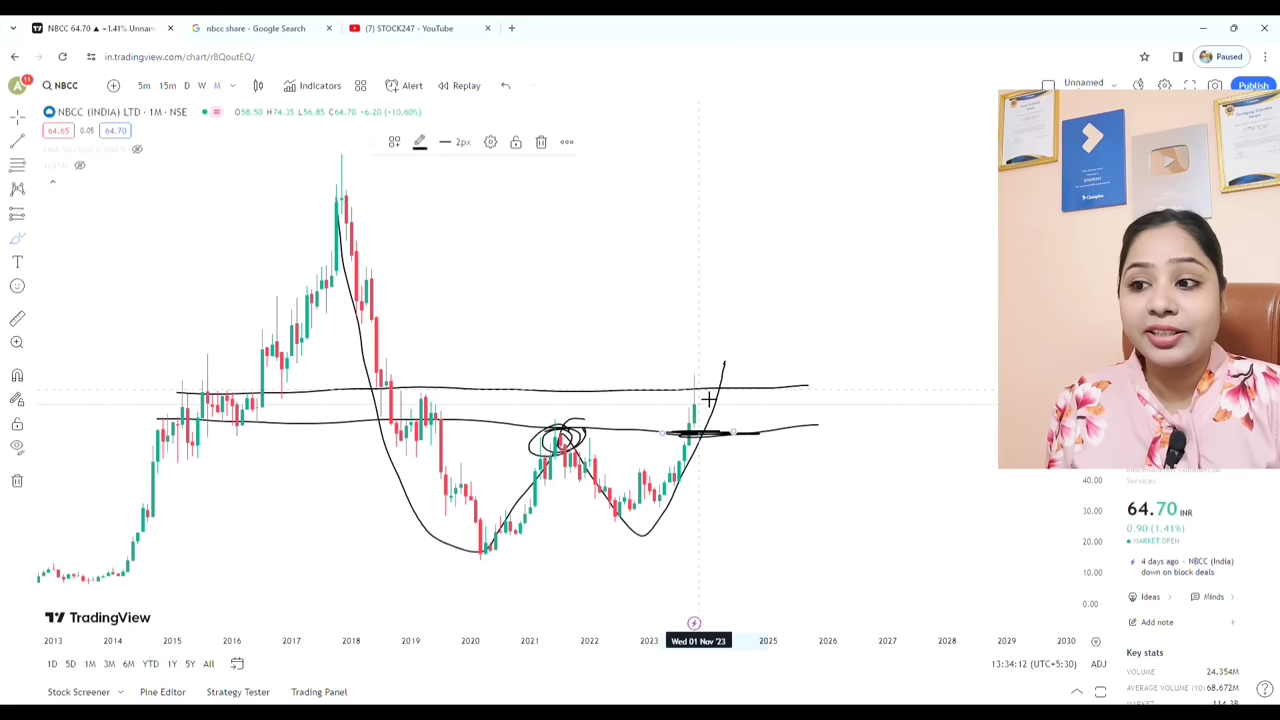 NBCC 64.70 ▲ +1.41% Unnam
nbcc share - Google Search
(7) STOCK247 - YouTube
in.tradingview.com/chart/r8QoutEQ/
Paused
A 11
NBCC
5m 15m D W M
Indicators
Alert
Replay
Unnamed
Publish
NBCC (INDIA) LTD · 1M · NSE
O58.50 H74.35 L56.85 C64.70 +6.20 (+10.60%)
64.65 0.05 64.70
2px
Champion
40.00
30.00
20.00
10.00
0.00
Services
64.70 INR
0.90 (1.41%)
MARKET OPEN
4 days ago - NBCC (India)
down on block deals
Ideas
Minds
Add note
Key stats
VOLUME 24.354M
AVERAGE VOLUME (10) 68.672M
TradingView
2013 2014 2015 2016 2017 2018 2019 2020 2021 2022 2023 Wed 01 Nov '23 2025 2026 2027 2028 2029 2030
1D 5D 1M 3M 6M YTD 1Y 5Y All
13:34:12 (UTC+5:30)
ADJ
Stock Screener
Pine Editor
Strategy Tester
Trading Panel